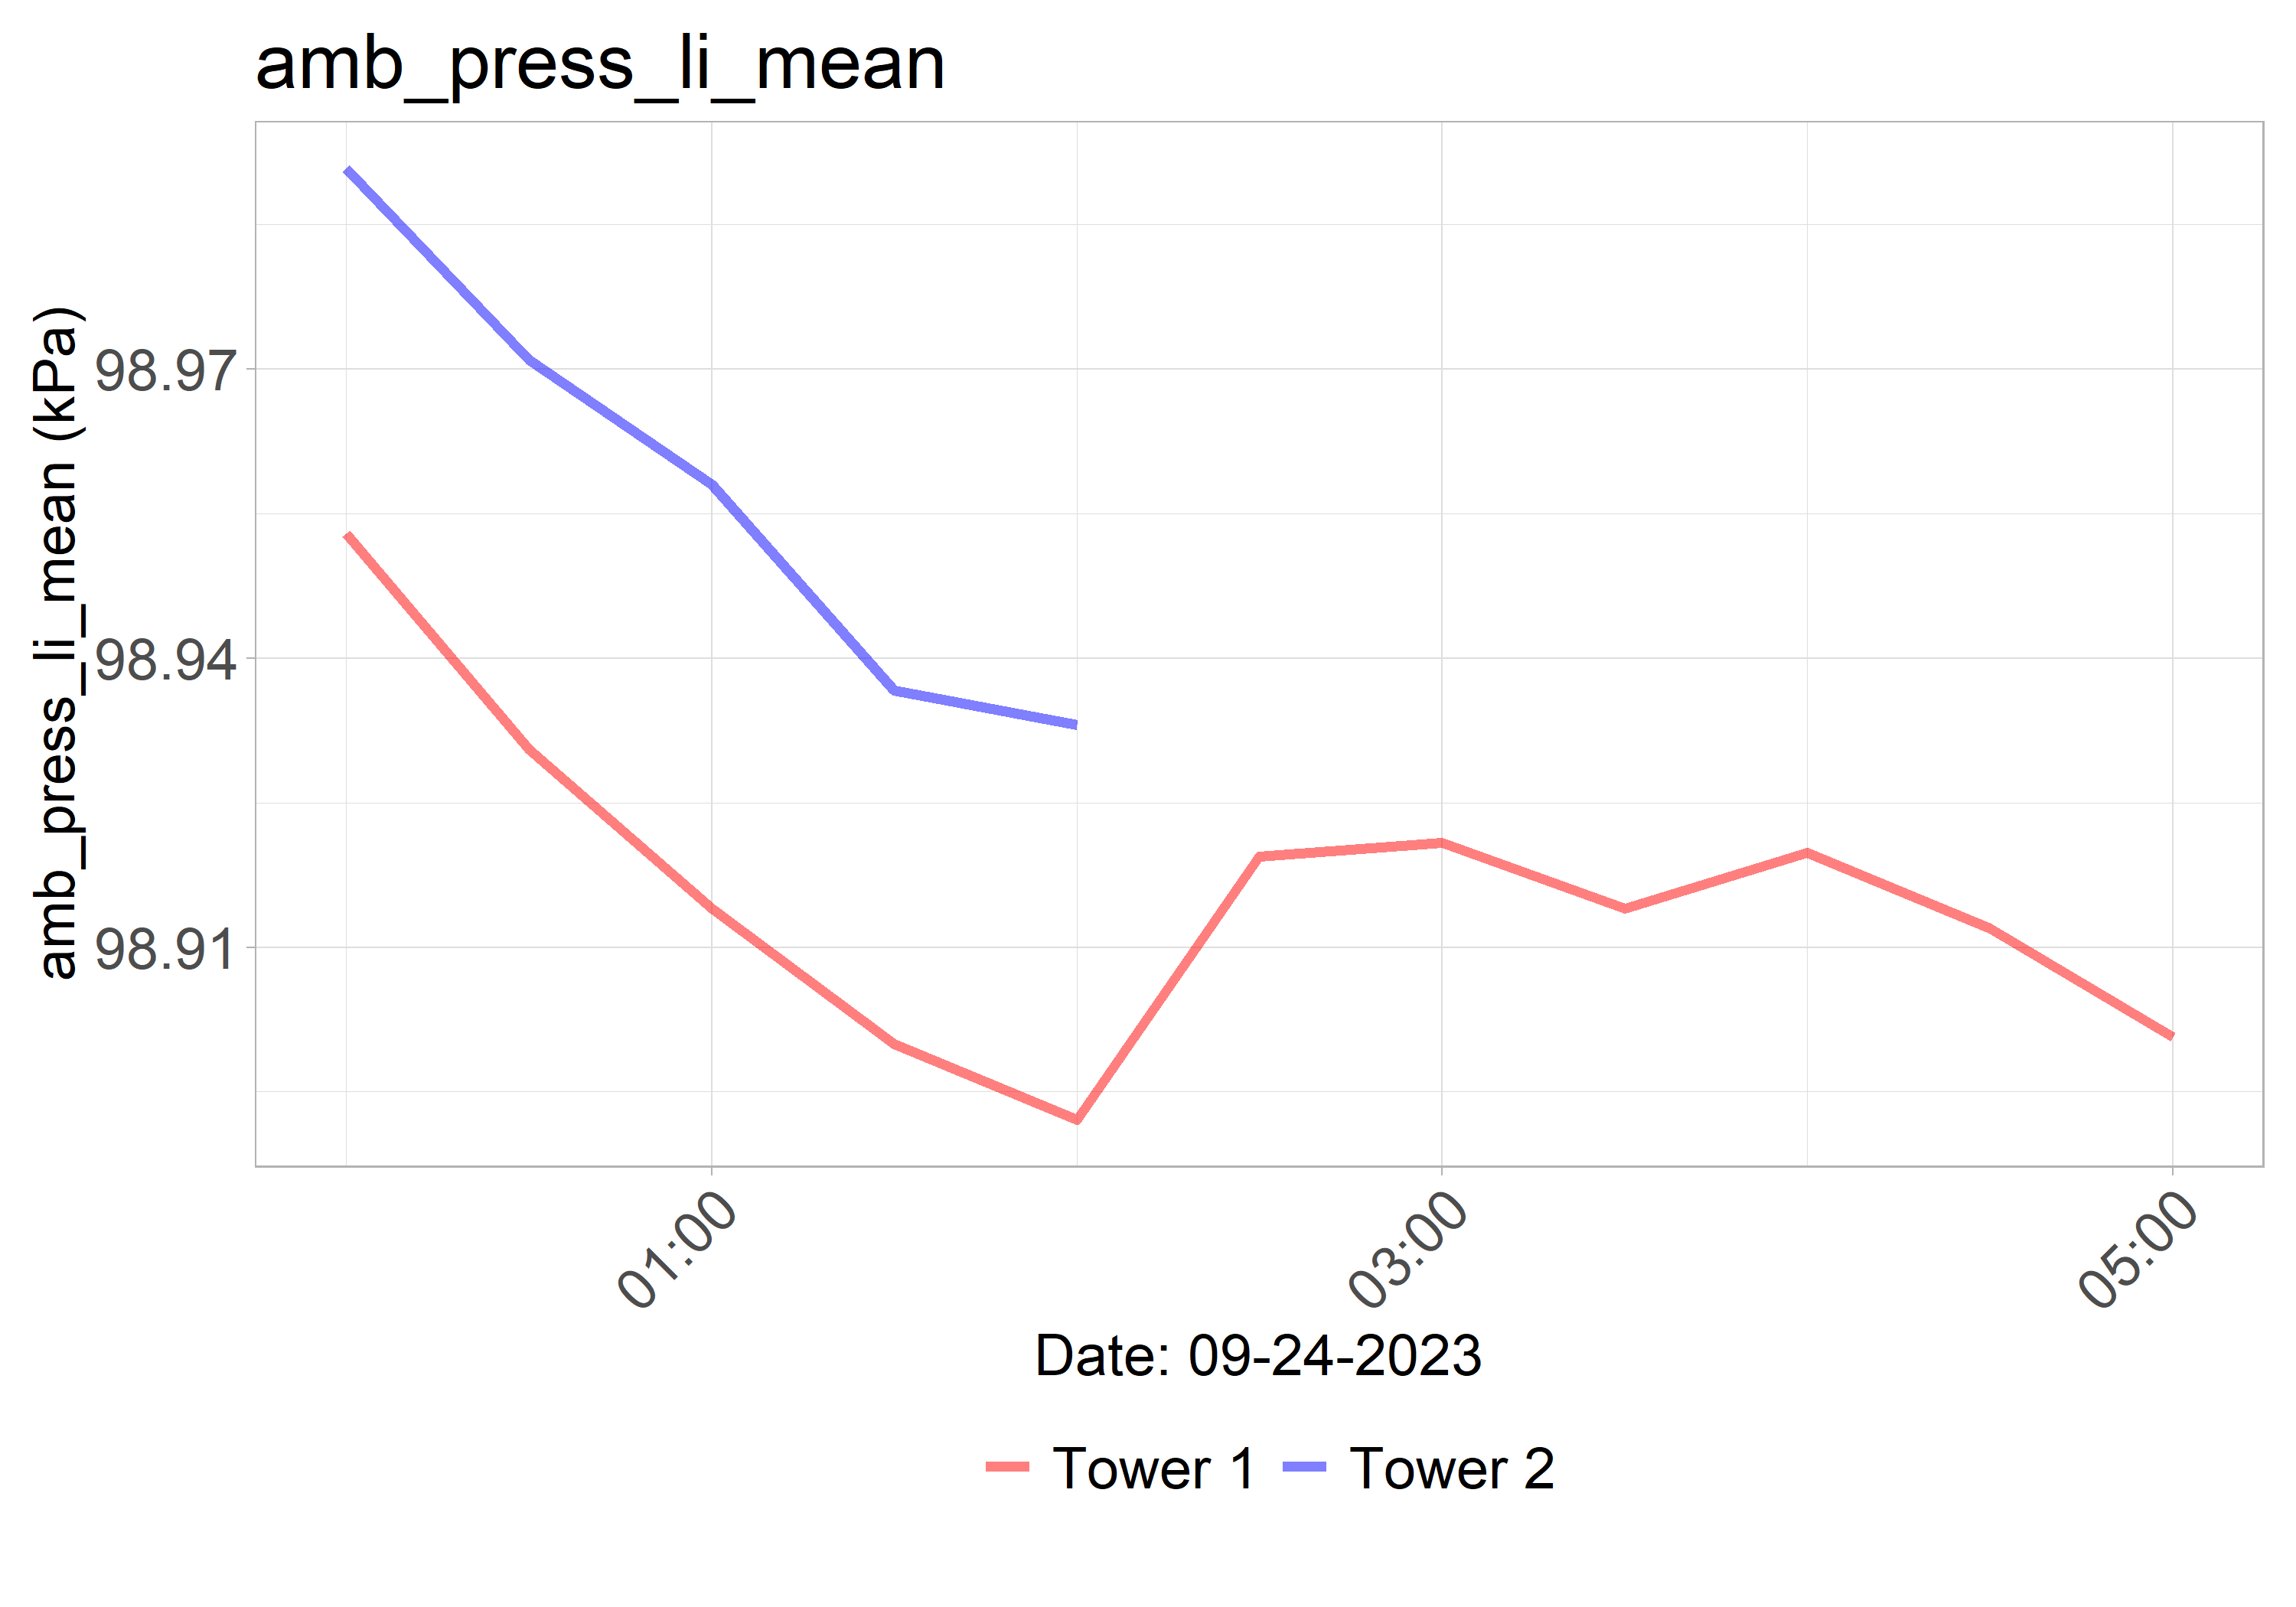 amb_press_li_mean
amb_press_li_mean (kPa)
98.97
98.94
98.91
01:00
03:00
05:00
Date: 09-24-2023
Tower 1
Tower 2